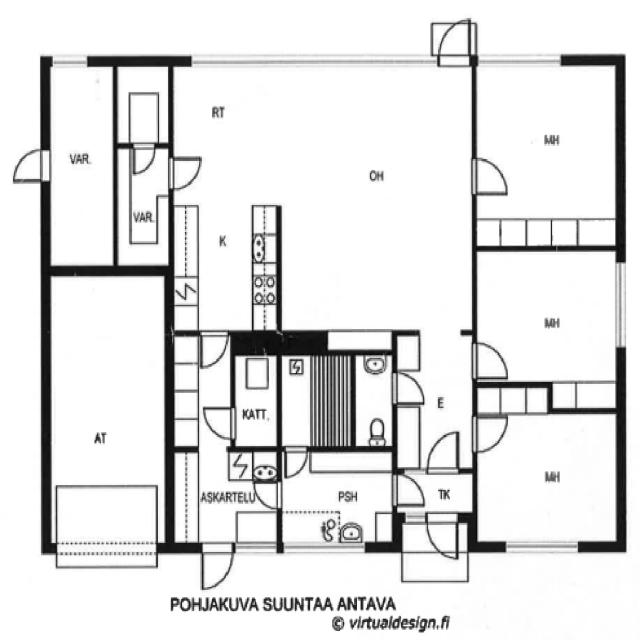 RT
MH
VAR.
OH
VAR.
K
MH
KATT.
E
AT
MH
ASKARTELU
PSH
TK
POHJAKUVA SUUNTAA ANTAVA
© virtualdesign.fi